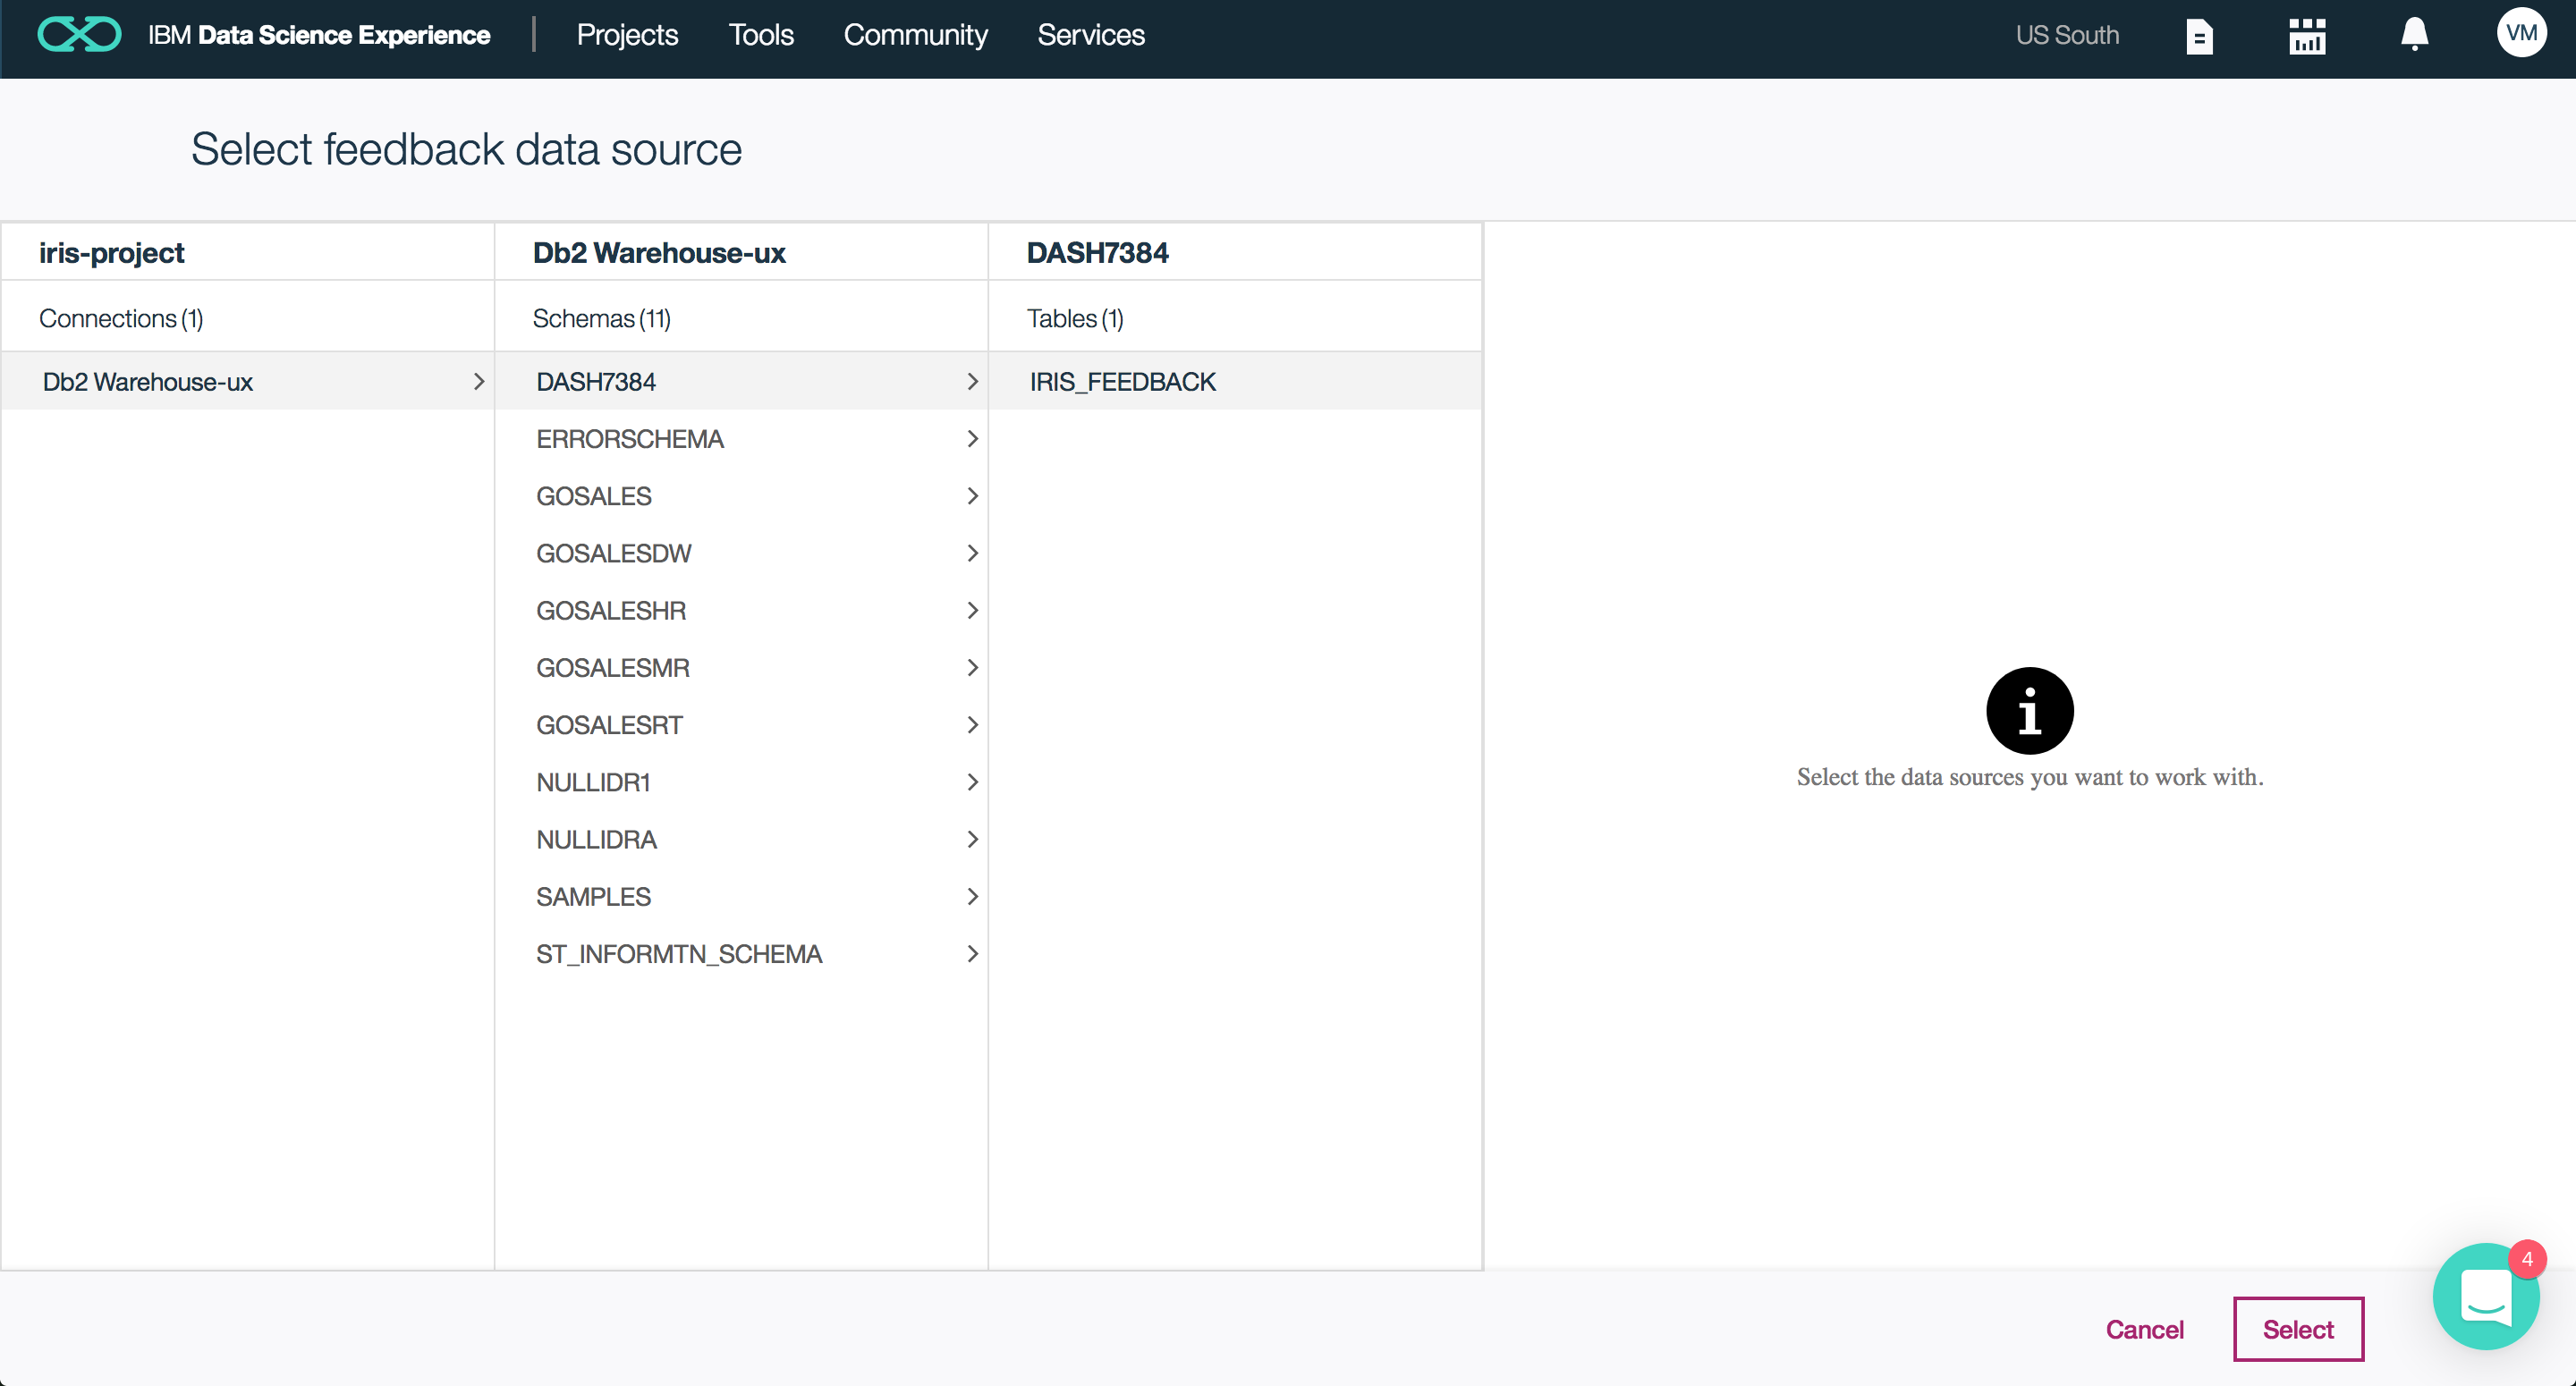 IBM Data Science Experience | Projects Tools Community Services US South VM
Select feedback data source
iris-project
Connections (1)
Db2 Warehouse-ux
Db2 Warehouse-ux
Schemas (11)
DASH7384
ERRORSCHEMA
GOSALES
GOSALESDW
GOSALESHR
GOSALESMR
GOSALESRT
NULLIDR1
NULLIDRA
SAMPLES
ST_INFORMTN_SCHEMA
DASH7384
Tables (1)
IRIS_FEEDBACK
Select the data sources you want to work with.
4
Cancel Select